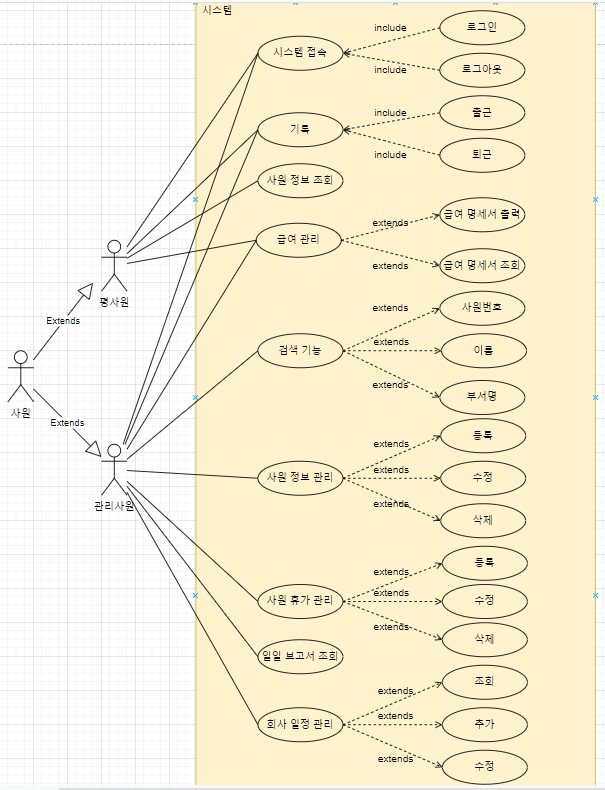 시스템
로그인
include
시스템 접속
include
로그아웃
출근
include
기록
include
퇴근
사원 정보 조회
급여 명세서 출력
extends
급여 관리
extends
급여 명세서 조회
평사원
Extends
사원번호
extends
검색 기능
extends
이름
extends
부서명
사원
Extends
관리사원
등록
extends
사원 정보 관리
extends
수정
extends
삭제
등록
extends
사원 휴가 관리
extends
수정
extends
삭제
일일 보고서 조회
조회
extends
회사 일정 관리
extends
추가
extends
수정